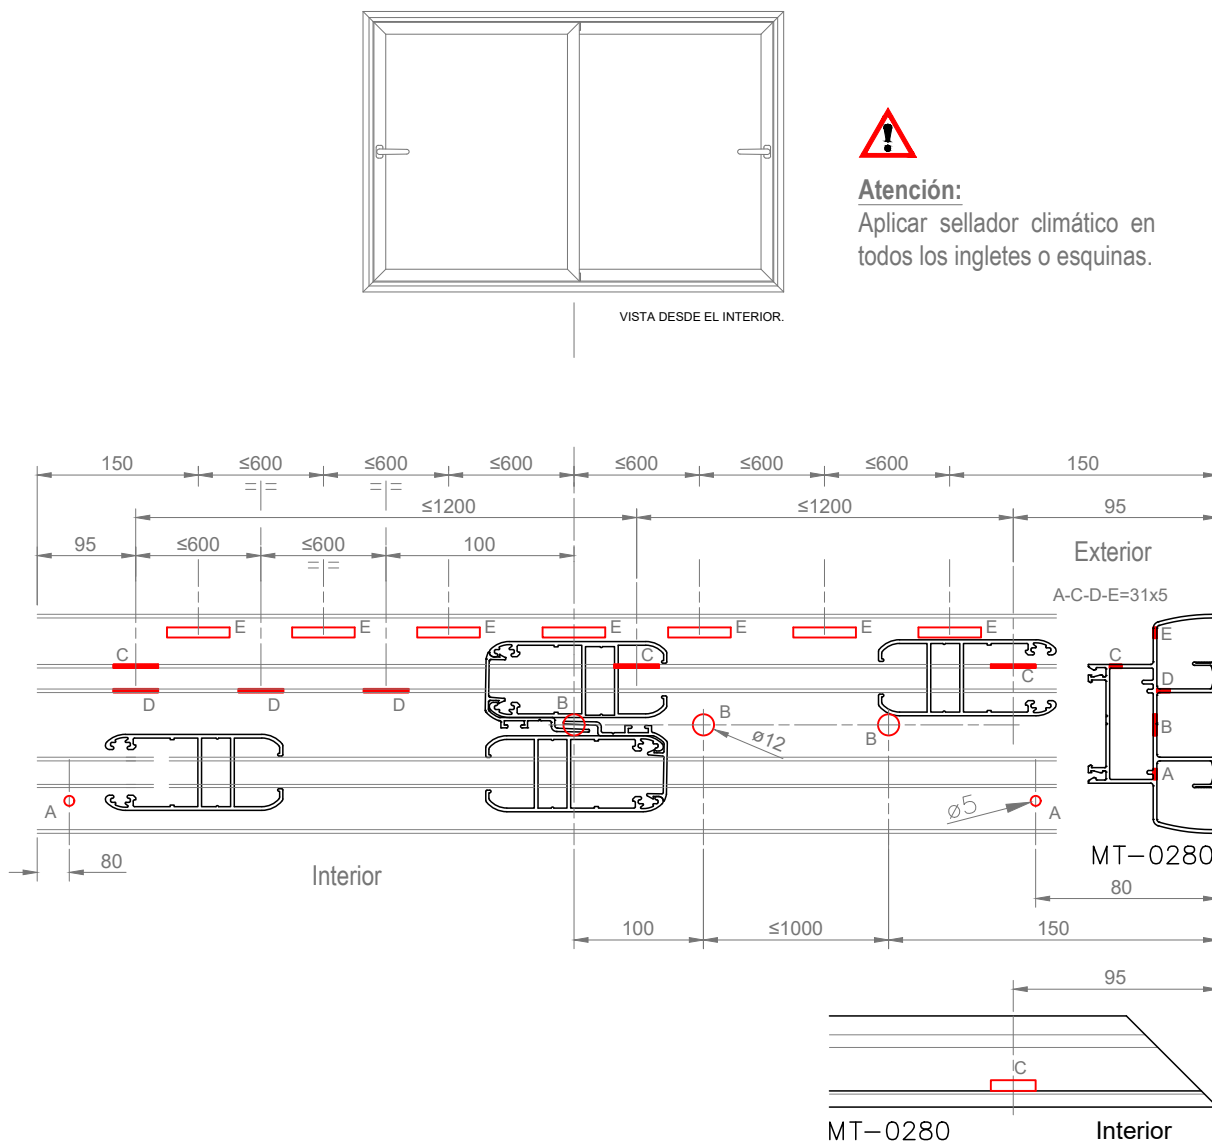 Atención:
Aplicar sellador climático en
todos los ingletes o esquinas.
VISTA DESDE EL INTERIOR.
150 ≤600 ≤600 ≤600 ≤600 ≤600 ≤600 150
= = = =
≤1200 ≤1200 95
95 ≤600 ≤600 100
= =
Exterior
A-C-D-E=31x5
E E E E E E E
E
C C C
C
D D D
D
B B B
B
ø12
A
A A
ø5
MT-0280
80 80
Interior
100 ≤1000 150
95
C
MT-0280 Interior